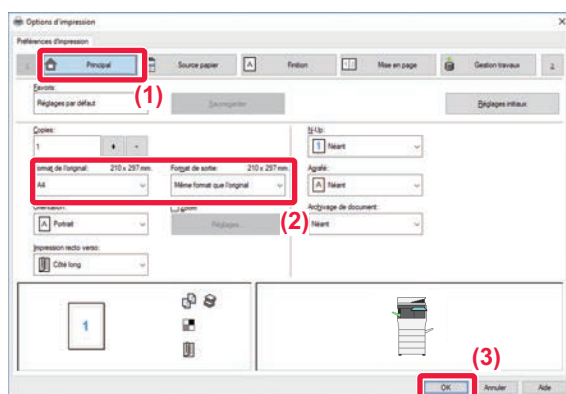 Options d'impression
Préférences d'impression
Principal Source papier Finition Mise en page Gestion travaux
(1)
Favoris:
Réglages par défaut Sauvegarder Réglages initiaux
Copies: N-Up:
1 + - 1 Néant
Format de l'original: 210 x 297 mm. Format de sortie: 210 x 297 mm. Agrafé:
A4 Même format que l'original A Néant
(2)
Orientation: Zoom Archivage de document:
A Portrait Réglages... Néant
Impression recto verso:
Côté long
1
(3)
OK Annuler Aide